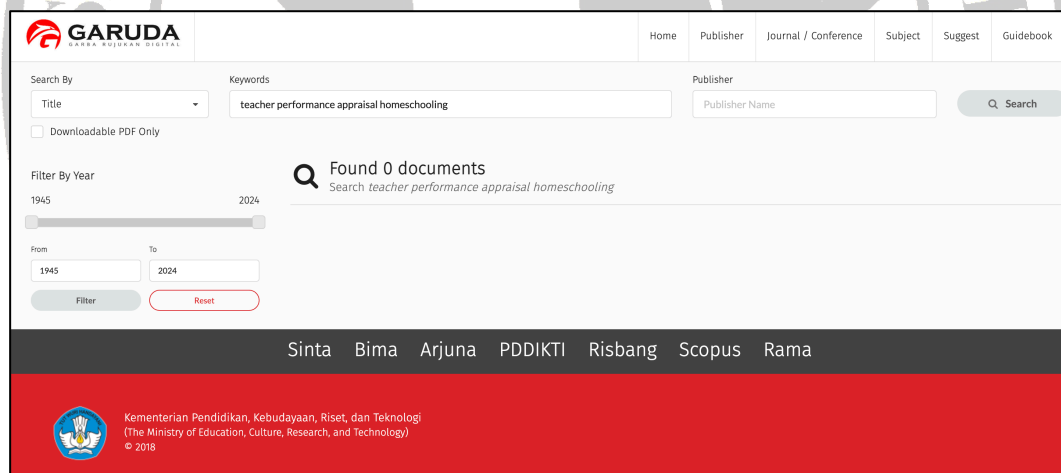 GARUDA
GARBA RUJUKAN DIGITAL
Home Publisher Journal / Conference Subject Suggest Guidebook
Search By Keywords Publisher
Title teacher performance appraisal homeschooling Publisher Name Search
Downloadable PDF Only
Filter By Year
1945 2024
From To
1945 2024
Filter Reset
Found 0 documents
Search teacher performance appraisal homeschooling
Sinta Bima Arjuna PDDIKTI Risbang Scopus Rama
Kementerian Pendidikan, Kebudayaan, Riset, dan Teknologi
(The Ministry of Education, Culture, Research, and Technology)
© 2018